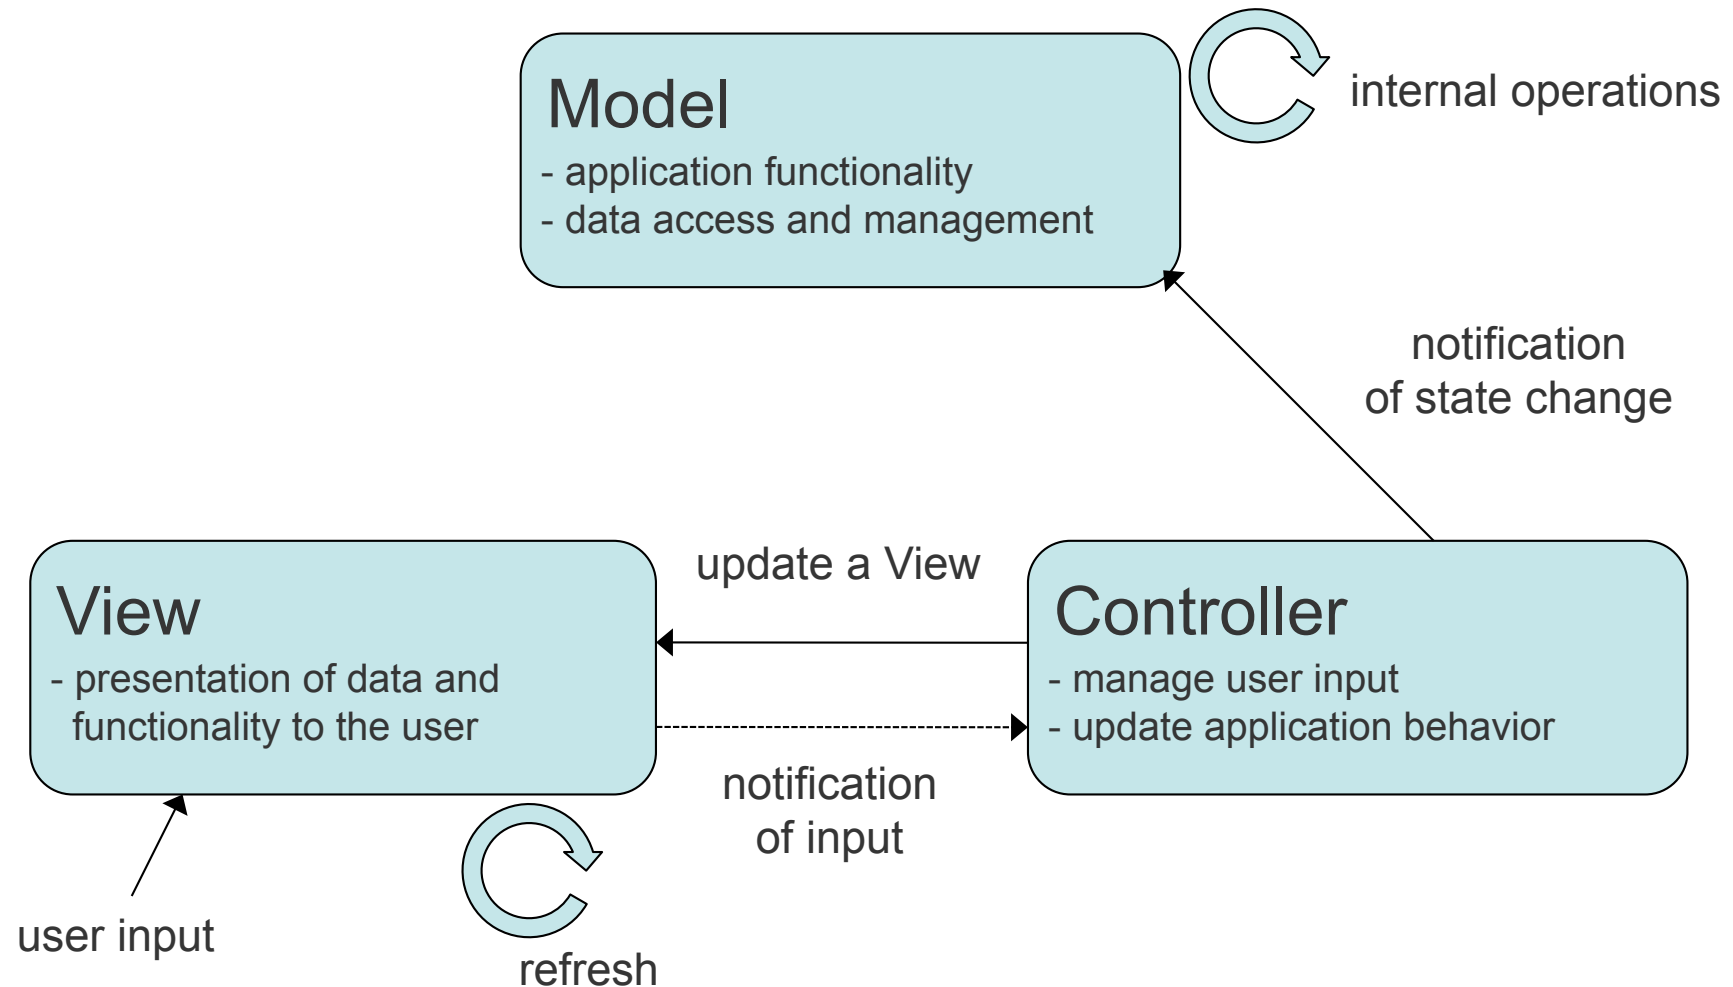 Model
- application functionality
- data access and management
internal operations
notification
of state change
View
- presentation of data and
functionality to the user
update a View
notification
of input
Controller
- manage user input
- update application behavior
user input
refresh